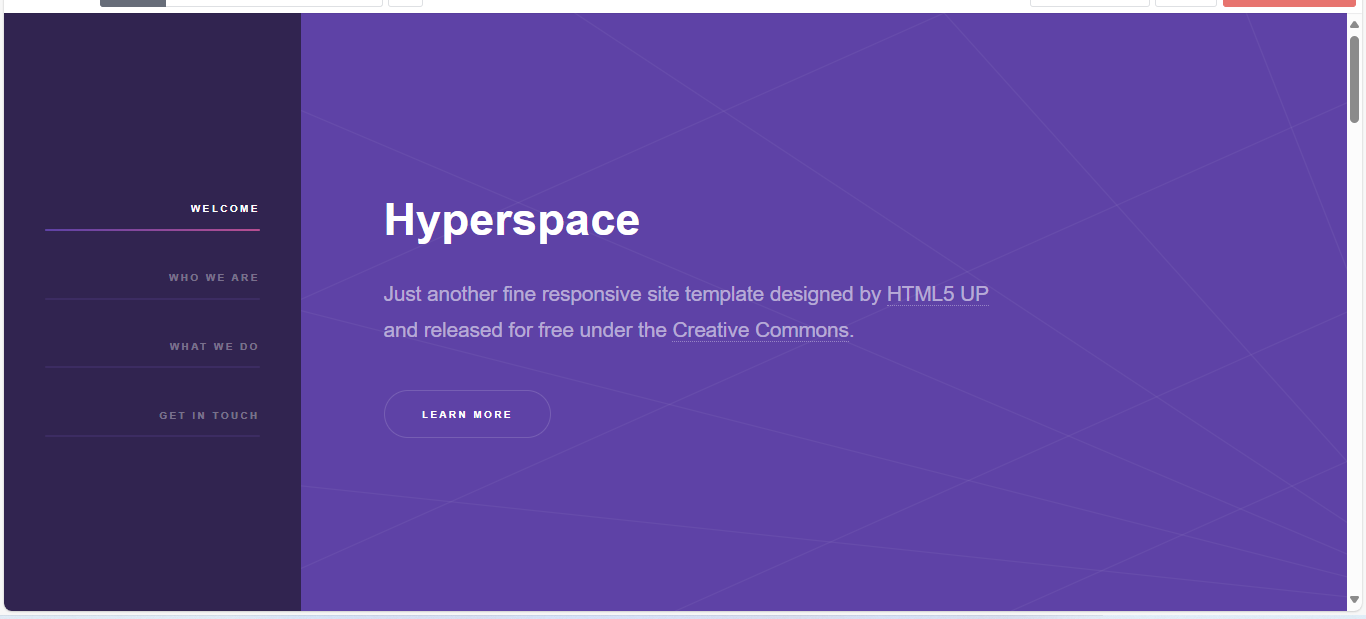 WELCOME
WHO WE ARE
WHAT WE DO
GET IN TOUCH
Hyperspace
Just another fine responsive site template designed by HTML5 UP
and released for free under the Creative Commons.
LEARN MORE